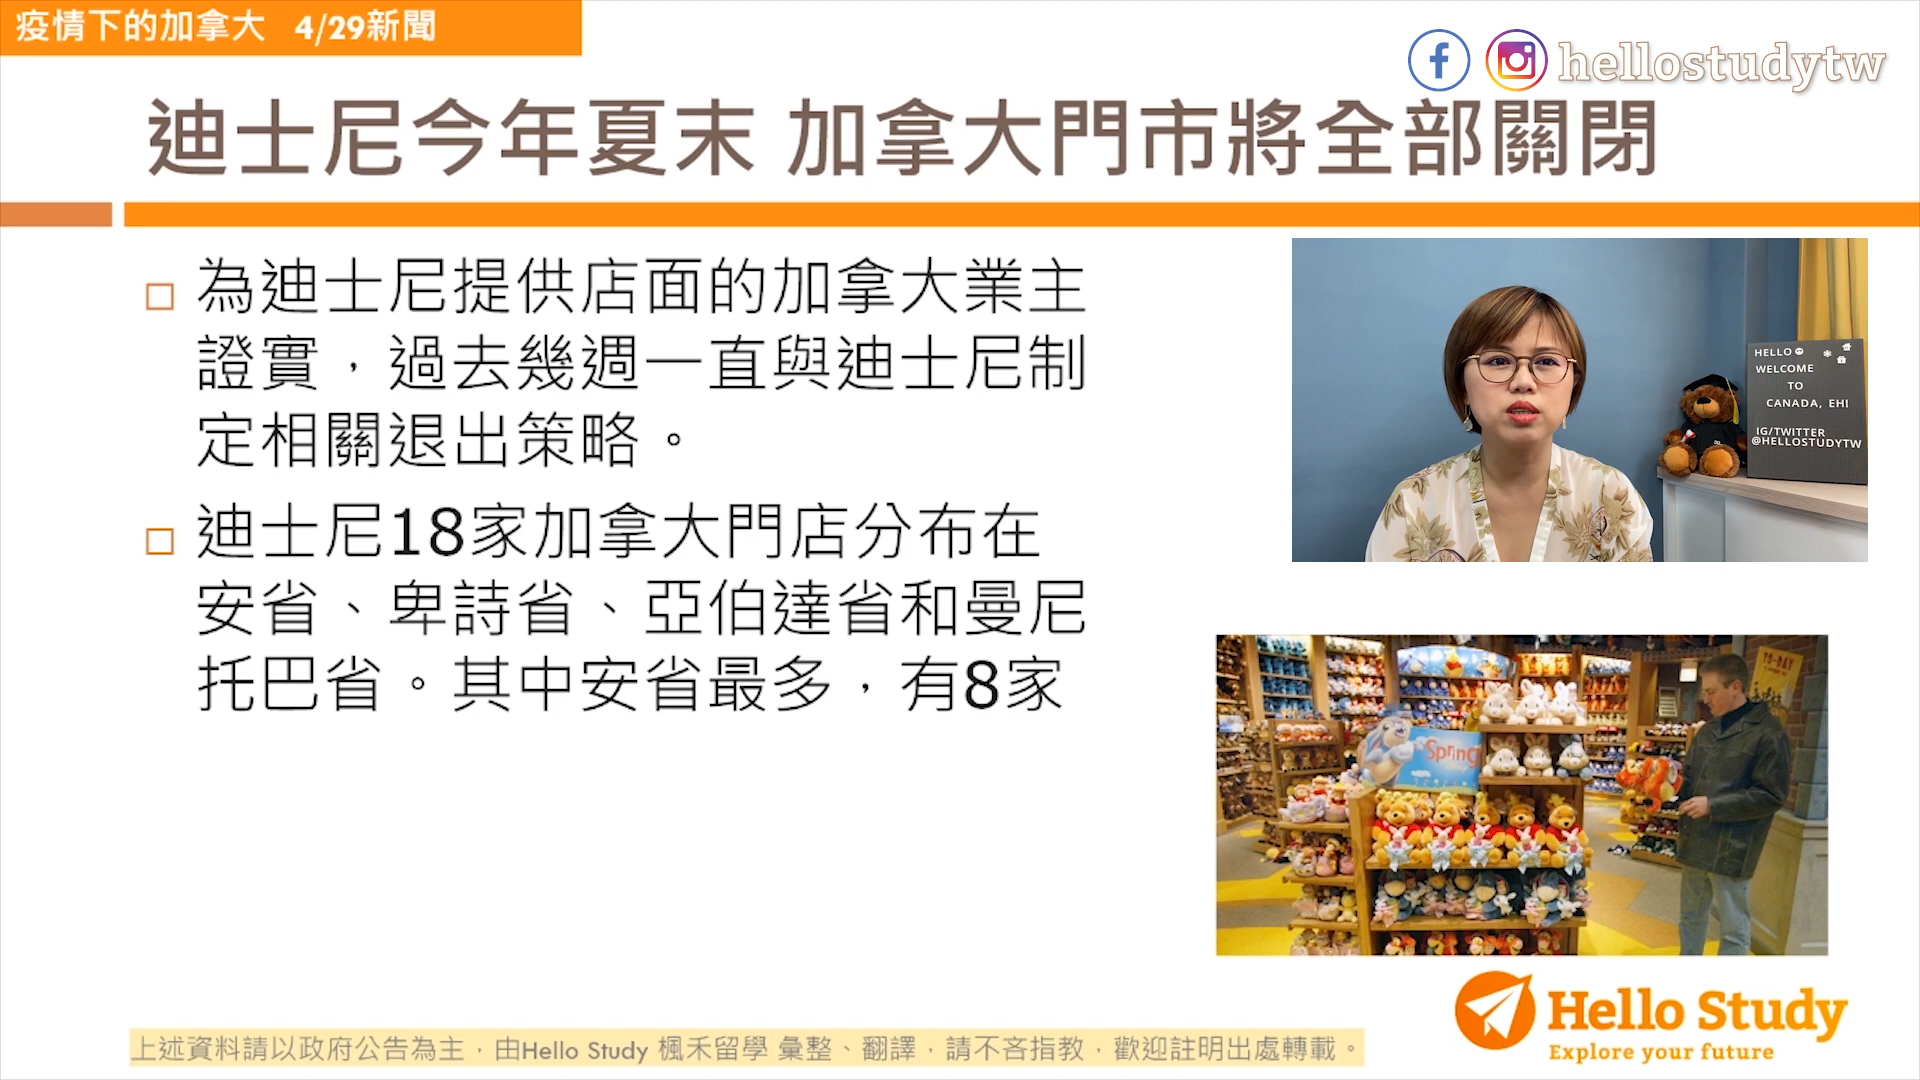 疫情下的加拿大 4/29新聞
hellostudytw
迪士尼今年夏末 加拿大門市將全部關閉
為迪士尼提供店面的加拿大業主
證實，過去幾週一直與迪士尼制
定相關退出策略。
迪士尼18家加拿大門店分布在
安省、卑詩省、亞伯達省和曼尼
托巴省。其中安省最多，有8家
HELLO
WELCOME
TO
CANADA, EH!
IG/TWITTER
@HELLOSTUDYTW
TO-DAY
Spring
Hello Study
Explore your future
上述資料請以政府公告為主，由Hello Study 楓禾留學 彙整、翻譯，請不吝指教，歡迎註明出處轉載。